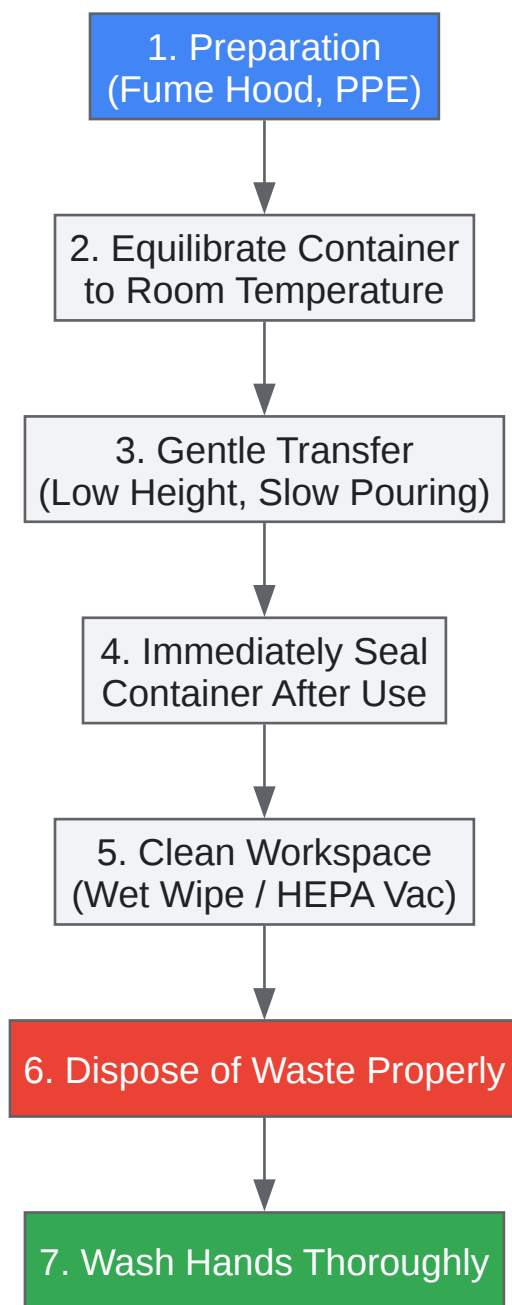 1. Preparation
(Fume Hood, PPE)
2. Equilibrate Container
to Room Temperature
3. Gentle Transfer
(Low Height, Slow Pouring)
4. Immediately Seal
Container After Use
5. Clean Workspace
(Wet Wipe / HEPA Vac)
6. Dispose of Waste Properly
7. Wash Hands Thoroughly